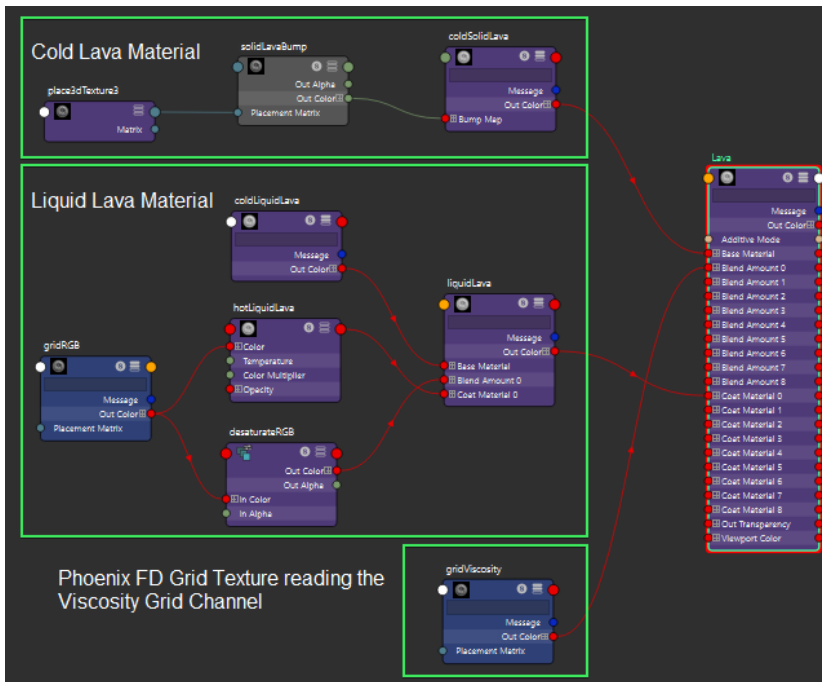 Cold Lava Material
place3dTexture3
Matrix
solidLavaBump
Out Alpha
Out Color
Placement Matrix
coldSolidLava
Message
Out Color
Bump Map
Liquid Lava Material
coldLiquidLava
Message
Out Color
hotLiquidLava
Color
Temperature
Color Multiplier
Opacity
gridRGB
Message
Out Color
Placement Matrix
desaturateRGB
Out Color
Out Alpha
In Color
In Alpha
liquidLava
Message
Out Color
Base Material
Blend Amount 0
Coat Material 0
Phoenix FD Grid Texture reading the
Viscosity Grid Channel
gridViscosity
Message
Out Color
Placement Matrix
Lava
Message
Out Color
Additive Mode
Base Material
Blend Amount 0
Blend Amount 1
Blend Amount 2
Blend Amount 3
Blend Amount 4
Blend Amount 5
Blend Amount 6
Blend Amount 7
Blend Amount 8
Coat Material 0
Coat Material 1
Coat Material 2
Coat Material 3
Coat Material 4
Coat Material 5
Coat Material 6
Coat Material 7
Coat Material 8
Out Transparency
Viewport Color